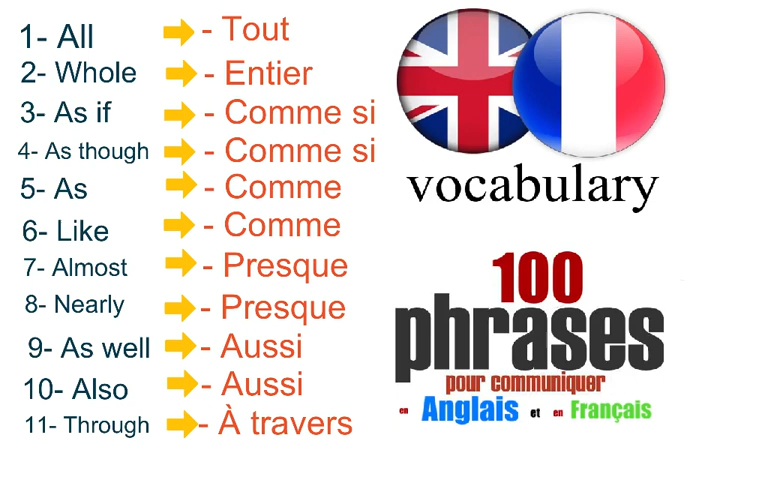 1- All - Tout
2- Whole - Entier
3- As if - Comme si
4- As though - Comme si
5- As - Comme
6- Like - Comme
7- Almost - Presque
8- Nearly - Presque
9- As well - Aussi
10- Also - Aussi
11- Through - À travers
vocabulary
100
phrases
pour communiquer
en Anglais et en Français